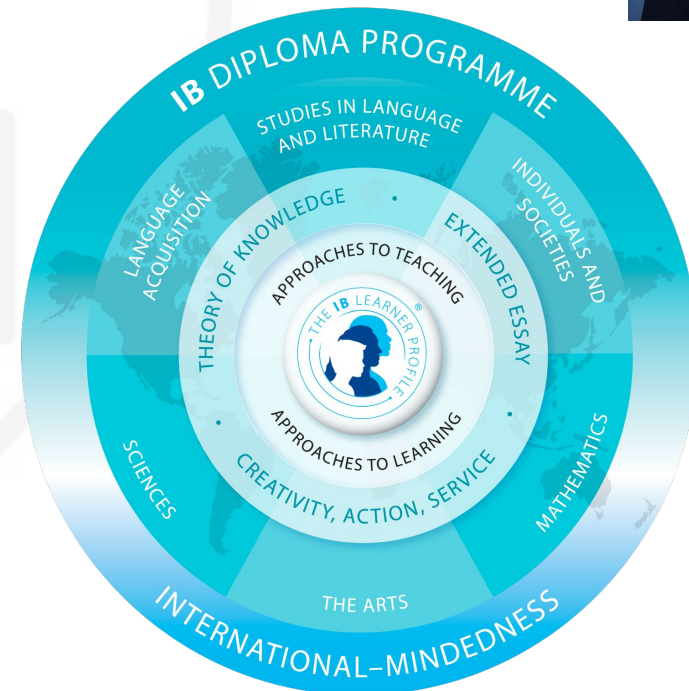 IB DIPLOMA PROGRAMME
STUDIES IN LANGUAGE
AND LITERATURE
LANGUAGE
ACQUISITION
INDIVIDUALS AND
SOCIETIES
THEORY OF KNOWLEDGE
EXTENDED ESSAY
APPROACHES TO TEACHING
THE IB LEARNER PROFILE®
APPROACHES TO LEARNING
CREATIVITY, ACTION, SERVICE
SCIENCES
MATHEMATICS
THE ARTS
INTERNATIONAL–MINDEDNESS